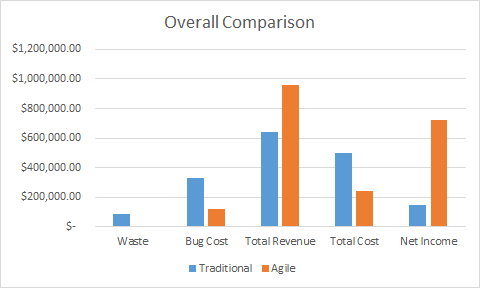 Overall Comparison
$1,200,000.00
$1,000,000.00
$800,000.00
$600,000.00
$400,000.00
$200,000.00
$-
Waste Bug Cost Total Revenue Total Cost Net Income
Traditional Agile